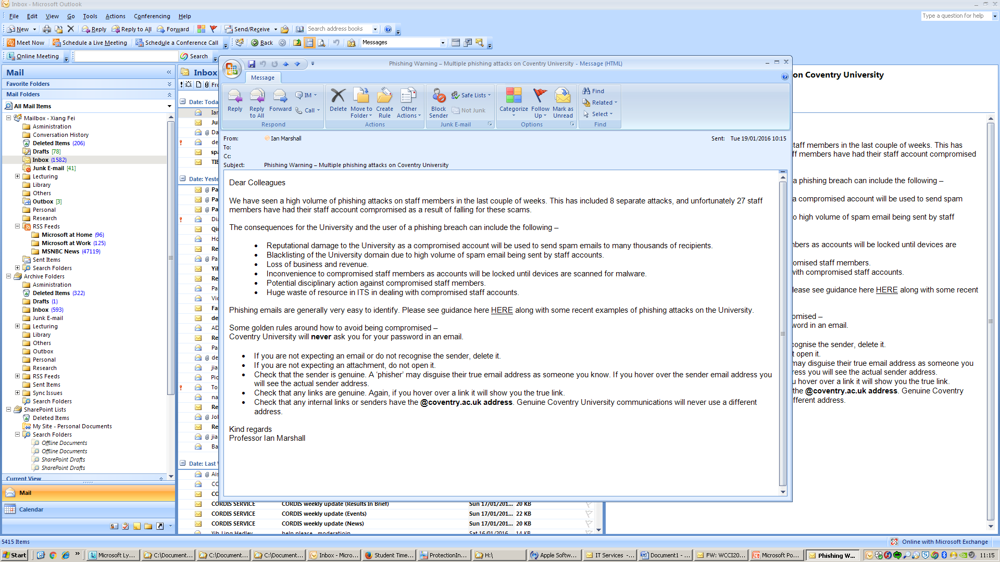 Inbox - Microsoft Outlook
File Edit View Go Tools Actions Conferencing Help
Type a question for help
New Reply Reply to All Forward Send/Receive Search address books
Meet Now Schedule a Live Meeting Schedule a Conference Call Back Messages
Online Meeting Search
Mail
Favorite Folders
Mail Folders
All Mail Items
Mailbox - Xiang Fei
Asministration
Conversation History
Deleted Items (206)
Drafts [78]
Inbox (1582)
Junk E-mail [41]
Lecturing
Library
Others
Outbox [3]
Personal
Research
RSS Feeds
Microsoft at Home (96)
Microsoft at Work (125)
MSNBC News (47119)
Sent Items
Search Folders
Archive Folders
Asministration
Deleted Items (322)
Drafts (1)
Inbox (593)
Junk E-mail
Lecturing
Library
Others
Outbox
Personal
Research
RSS Feeds
Sent Items
Sync Issues
Search Folders
SharePoint Lists
Deleted Items
My Site - Personal Documents
Search Folders
Offline Documents
Offline Documents
SharePoint Drafts
SharePoint Drafts
Current View
Mail
Calendar
Inbox
Date: Toda
Ian
Ju
Da
de
spa
TIE
Date: Yeste
Pa
Pa
Pa
Dia
Qi
Ho
Re
Pa
Yil
Re
Pa
Vic
Fa
de
AD
Re
Pa
de
jia
Pio
To
na
Re
Jol
Re
jia
Ba
Date: Last
Ais
CC
CO
CORDIS SERVICE CORDIS weekly update (Results In Brief) Sun 17/01/201... 20 KB
CORDIS SERVICE CORDIS weekly update (Events) Sun 17/01/201... 22 KB
CORDIS SERVICE CORDIS weekly update (News) Sun 17/01/201... 20 KB
Yih-Ling Hedley help please - moderatioin Sat 16/01/2016 14 KB
Phishing Warning – Multiple phishing attacks on Coventry University - Message (HTML)
Message
Reply Reply to All Forward IM Call
Respond
Delete Move to Folder Create Rule Other Actions
Actions
Block Sender Safe Lists Not Junk
Junk E-mail
Categorize Follow Up Mark as Unread
Options
Find Related Select
Find
From: Ian Marshall Sent: Tue 19/01/2016 10:15
To:
Cc:
Subject: Phishing Warning – Multiple phishing attacks on Coventry University
Dear Colleagues
We have seen a high volume of phishing attacks on staff members in the last couple of weeks. This has included 8 separate attacks, and unfortunately 27 staff
members have had their staff account compromised as a result of falling for these scams.
The consequences for the University and the user of a phishing breach can include the following –
• Reputational damage to the University as a compromised account will be used to send spam emails to many thousands of recipients.
• Blacklisting of the University domain due to high volume of spam email being sent by staff accounts.
• Loss of business and revenue.
• Inconvenience to compromised staff members as accounts will be locked until devices are scanned for malware.
• Potential disciplinary action against compromised staff members.
• Huge waste of resource in ITS in dealing with compromised staff accounts.
Phishing emails are generally very easy to identify. Please see guidance here HERE along with some recent examples of phishing attacks on the University.
Some golden rules around how to avoid being compromised –
Coventry University will never ask you for your password in an email.
• If you are not expecting an email or do not recognise the sender, delete it.
• If you are not expecting an attachment, do not open it.
• Check that the sender is genuine. A ‘phisher’ may disguise their true email address as someone you know. If you hover over the sender email address you
will see the actual sender address.
• Check that any links are genuine. Again, if you hover over a link it will show you the true link.
• Check that any internal links or senders have the @coventry.ac.uk address. Genuine Coventry University communications will never use a different
address.
Kind regards
Professor Ian Marshall
on Coventry University
staff members in the last couple of weeks. This has
ff members have had their staff account compromised
a phishing breach can include the following –
a compromised account will be used to send spam
o high volume of spam email being sent by staff
bers as accounts will be locked until devices are
omised staff members.
with compromised staff accounts.
lease see guidance here HERE along with some recent
omised –
word in an email.
cognise the sender, delete it.
t open it.
may disguise their true email address as someone you
ress you will see the actual sender address.
u hover over a link it will show you the true link.
the @coventry.ac.uk address. Genuine Coventry
fferent address.
5415 Items
Online with Microsoft Exchange
Start Microsoft Ly... C:\Document... C:\Document... C:\Document... Inbox - Micro... Student Time... ProtectionIn... H:\ Apple Softw... IT Services -... Document1 - ... FW: WCCI20... Microsoft Po... Phishing W... 11:15